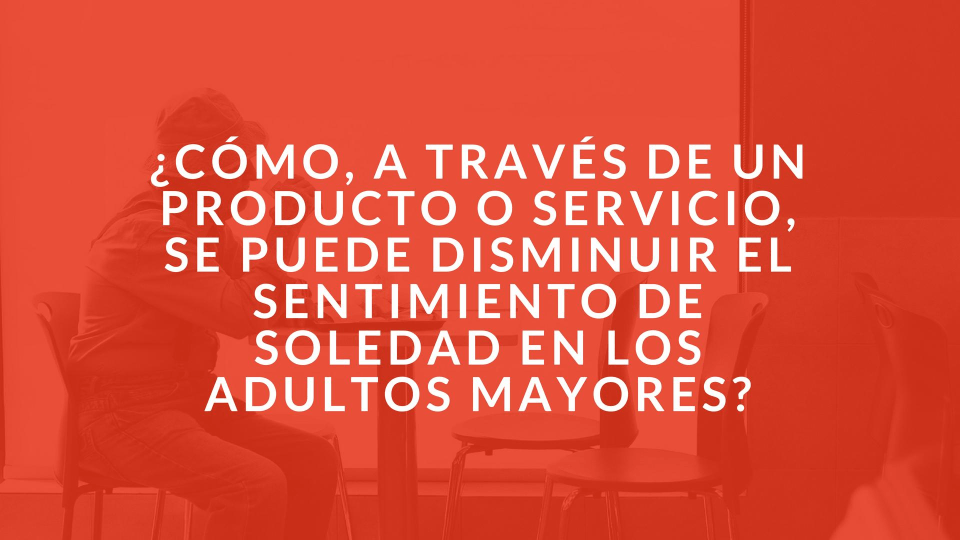 ¿CÓMO, A TRAVÉS DE UN
PRODUCTO O SERVICIO,
SE PUEDE DISMINUIR EL
SENTIMIENTO DE
SOLEDAD EN LOS
ADULTOS MAYORES?